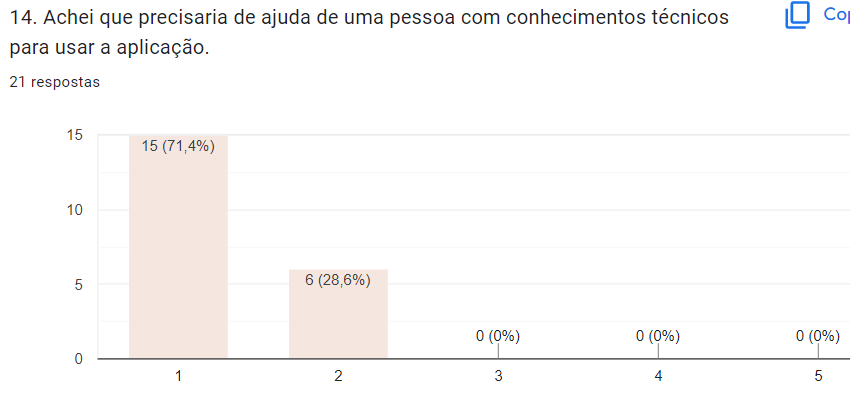 14. Achei que precisaria de ajuda de uma pessoa com conhecimentos técnicos
para usar a aplicação.
Cop
21 respostas
15
15 (71,4%)
10
6 (28,6%)
5
0 (0%) 0 (0%) 0 (0%)
0
1 2 3 4 5